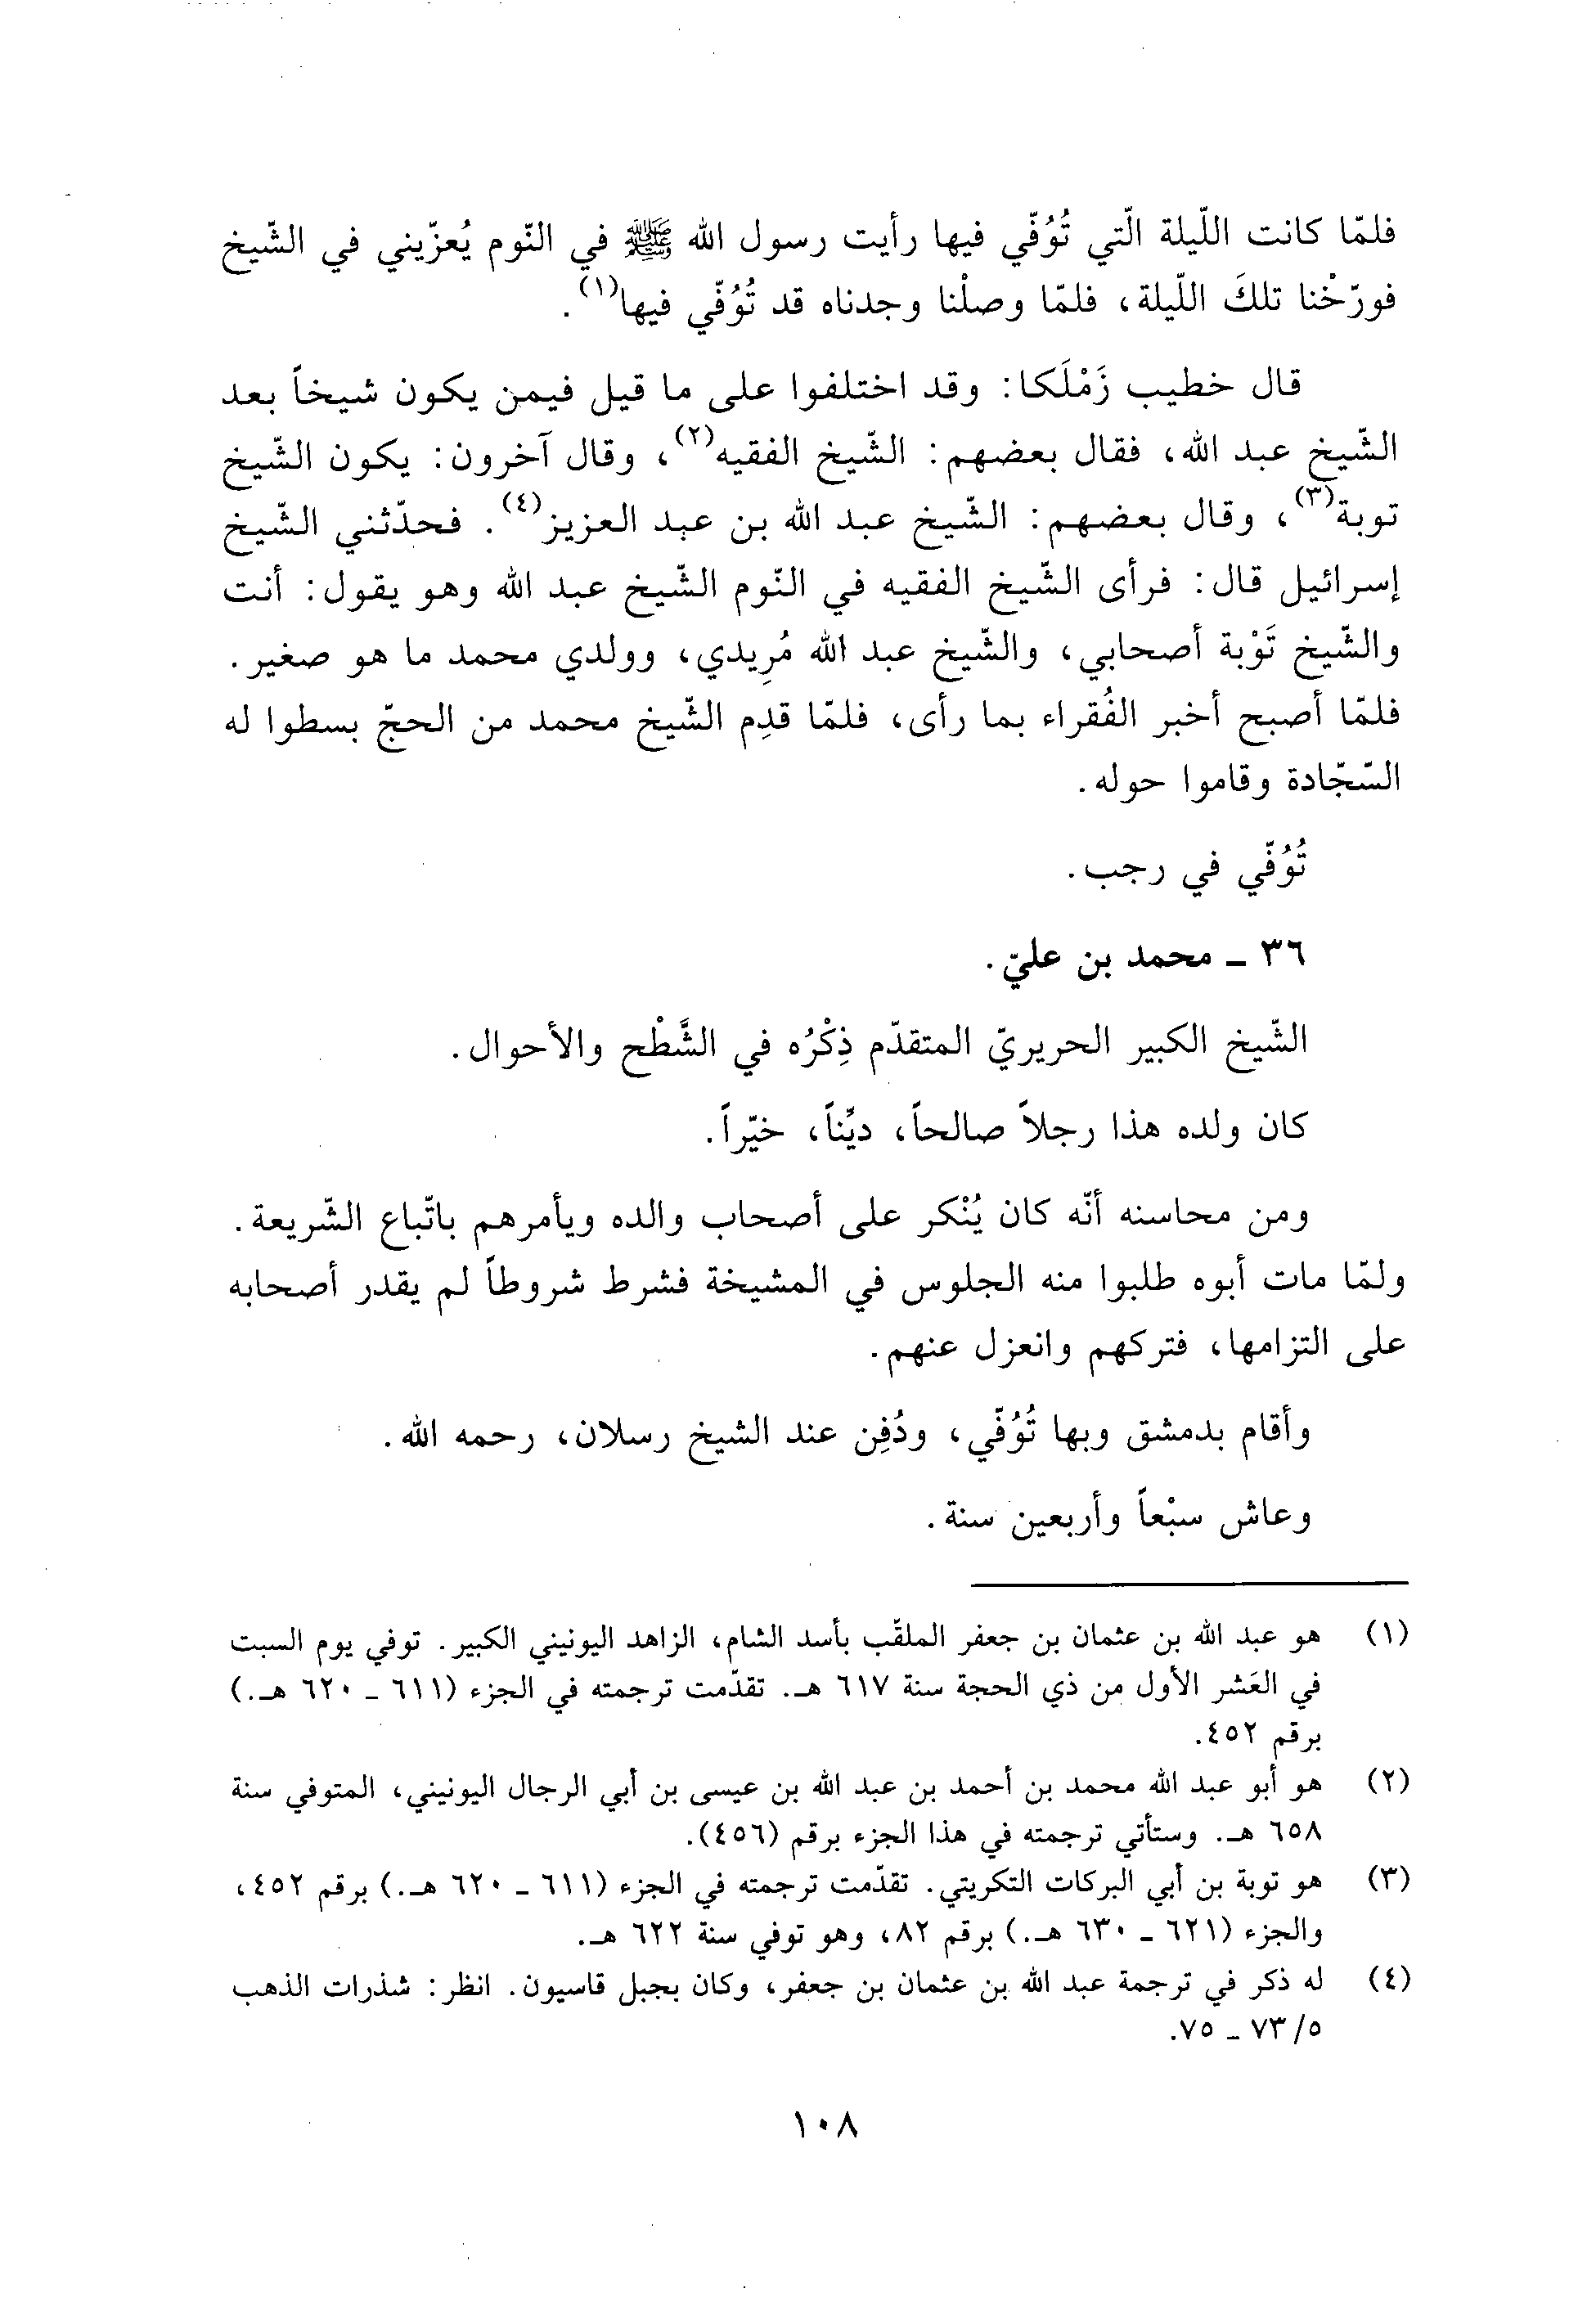 فلمّا كانت اللّيلة الّتي تُوُفّي فيها رأيت رسول الله ﷺ في النّوم يُعزّيني في الشّيخ
فورّخْنا تلكَ اللّيلة، فلمّا وصلْنا وجدناه قد تُوُفّي فيها(١).
قال خطيب زَمْلَكا: وقد اختلفوا على ما قيل فيمن يكون شيخاً بعد
الشّيخ عبد الله، فقال بعضهم: الشّيخ الفقيه(٢)، وقال آخرون: يكون الشّيخ
توبة(٣)، وقال بعضهم: الشّيخ عبد الله بن عبد العزيز(٤). فحدّثني الشّيخ
إسرائيل قال: فرأى الشّيخ الفقيه في النّوم الشّيخ عبد الله وهو يقول: أنت
والشّيخ تَوْبة أصحابي، والشّيخ عبد الله مُرِيدي، وولدي محمد ما هو صغير.
فلمّا أصبح أخبر الفُقراء بما رأى، فلمّا قدِم الشّيخ محمد من الحجّ بسطوا له
السّجّادة وقاموا حوله.
تُوُفّي في رجب.
٣٦ ـ محمد بن عليّ.
الشّيخ الكبير الحريريّ المتقدّم ذِكْرُه في الشَّطْح والأحوال.
كان ولده هذا رجلاً صالحاً، ديِّناً، خيّراً.
ومن محاسنه أنّه كان يُنْكر على أصحاب والده ويأمرهم باتّباع الشّريعة.
ولمّا مات أبوه طلبوا منه الجلوس في المشيخة فشرط شروطاً لم يقدر أصحابه
على التزامها، فتركهم وانعزل عنهم.
وأقام بدمشق وبها تُوُفّي، ودُفِن عند الشيخ رسلان، رحمه الله.
وعاش سبْعاً وأربعين سنة.
(١) هو عبد الله بن عثمان بن جعفر الملقّب بأسد الشام، الزاهد اليونيني الكبير. توفي يوم السبت
في العَشر الأول من ذي الحجة سنة ٦١٧ هـ. تقدّمت ترجمته في الجزء (٦١١ ـ ٦٢٠ هـ.)
برقم ٤٥٢.
(٢) هو أبو عبد الله محمد بن أحمد بن عبد الله بن عيسى بن أبي الرجال اليونيني، المتوفي سنة
٦٥٨ هـ. وستأتي ترجمته في هذا الجزء برقم (٤٥٦).
(٣) هو توبة بن أبي البركات التكريتي. تقدّمت ترجمته في الجزء (٦١١ ـ ٦٢٠ هـ.) برقم ٤٥٢،
والجزء (٦٢١ ـ ٦٣٠ هـ.) برقم ٨٢، وهو توفي سنة ٦٢٢ هـ.
(٤) له ذكر في ترجمة عبد الله بن عثمان بن جعفر، وكان بجبل قاسيون. انظر: شذرات الذهب
٥/ ٧٣ ـ ٧٥.
١٠٨